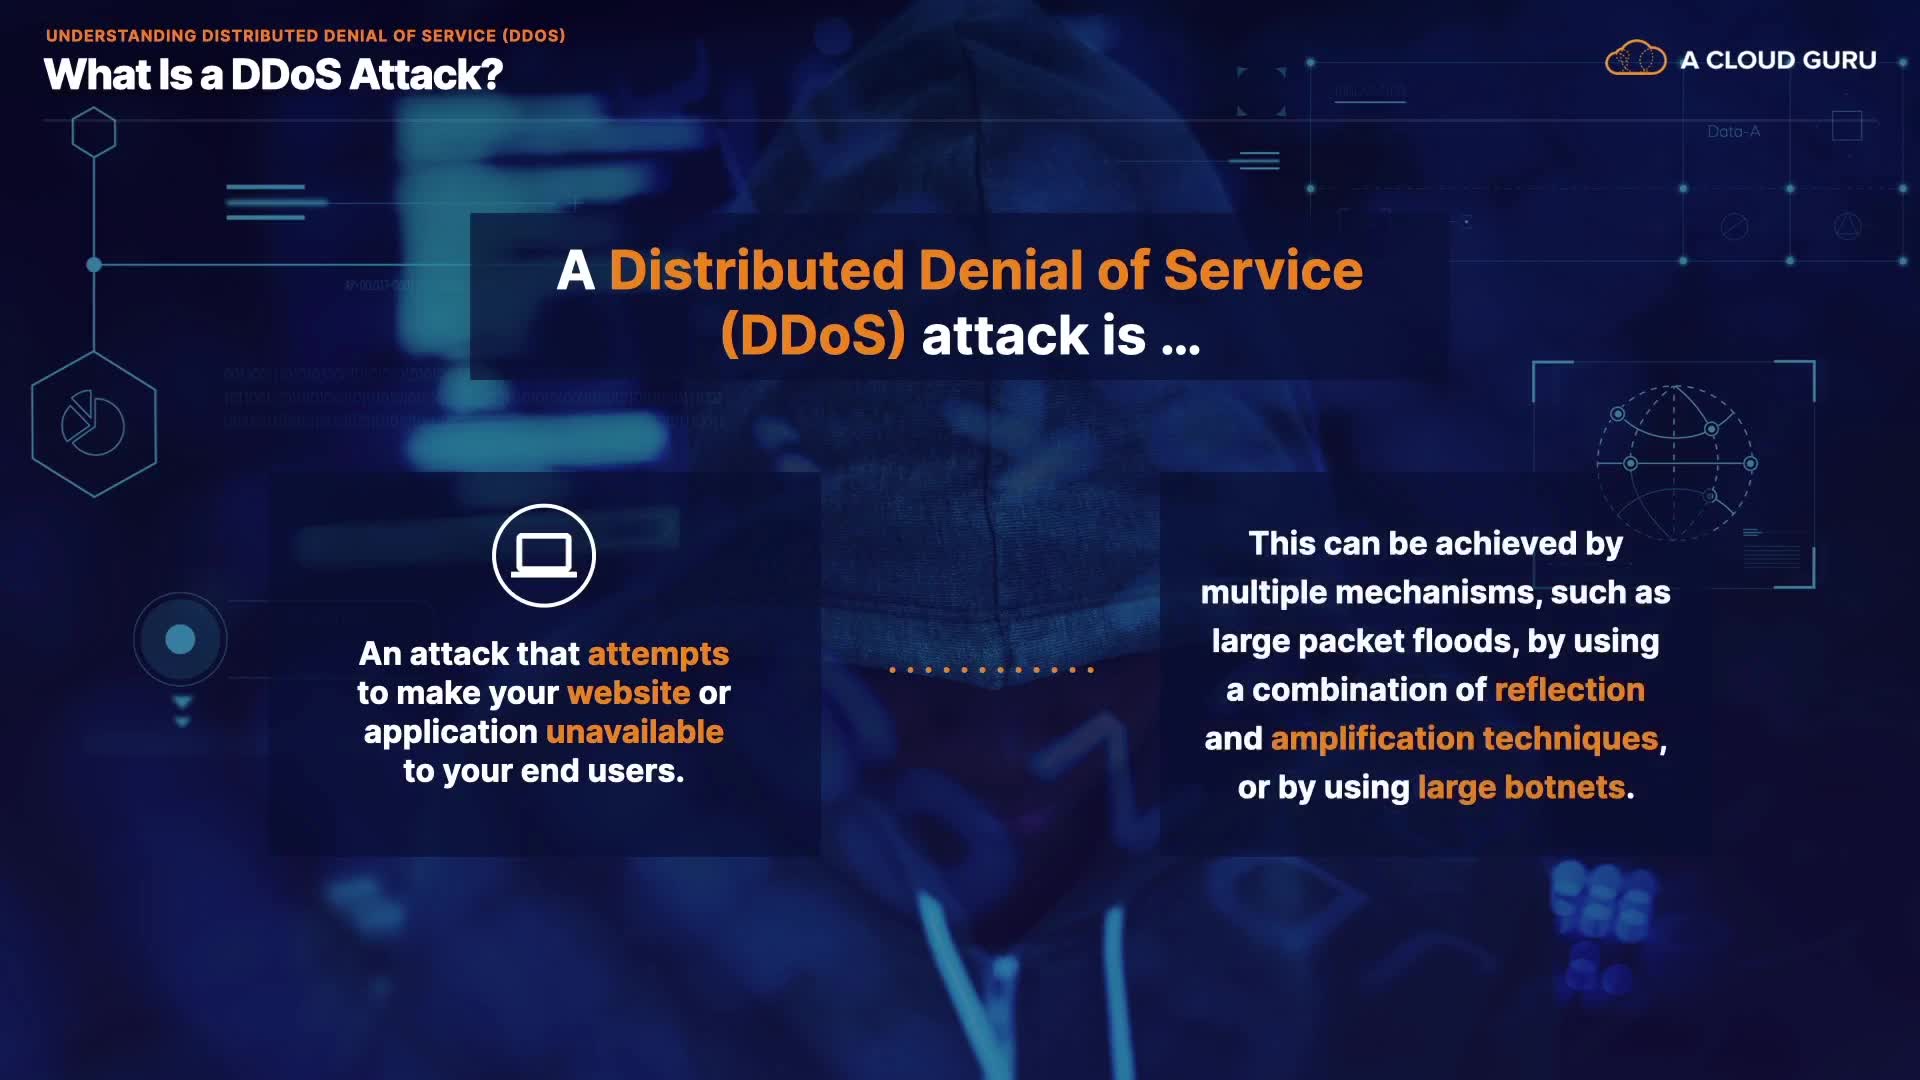 UNDERSTANDING DISTRIBUTED DENIAL OF SERVICE (DDOS)
What Is a DDoS Attack?
A CLOUD GURU
Data-A
A Distributed Denial of Service
(DDoS) attack is ...
An attack that attempts
to make your website or
application unavailable
to your end users.
This can be achieved by
multiple mechanisms, such as
large packet floods, by using
a combination of reflection
and amplification techniques,
or by using large botnets.